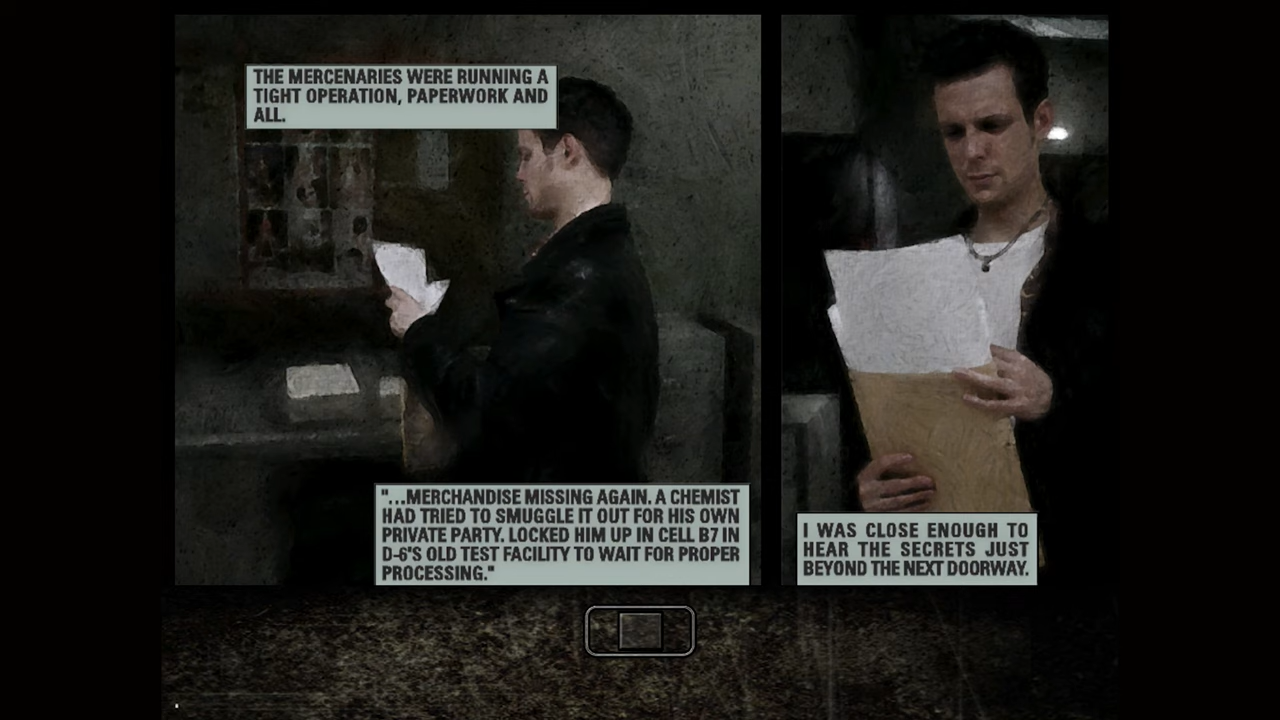 THE MERCENARIES WERE RUNNING A
TIGHT OPERATION, PAPERWORK AND
ALL.
"...MERCHANDISE MISSING AGAIN. A CHEMIST
HAD TRIED TO SMUGGLE IT OUT FOR HIS OWN
PRIVATE PARTY. LOCKED HIM UP IN CELL B7 IN
D-6'S OLD TEST FACILITY TO WAIT FOR PROPER
PROCESSING."
I WAS CLOSE ENOUGH TO
HEAR THE SECRETS JUST
BEYOND THE NEXT DOORWAY.